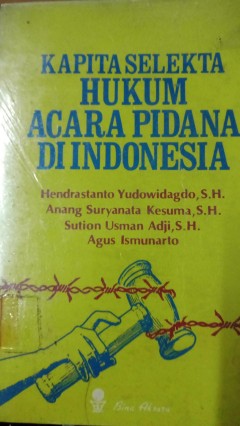 KAPITA SELEKTA
HUKUM
ACARA PIDANA
DI INDONESIA
Hendrastanto Yudowidagdo, S.H.
Anang Suryanata Kesuma, S.H.
Sution Usman Adji, S.H.
Agus Ismunarto